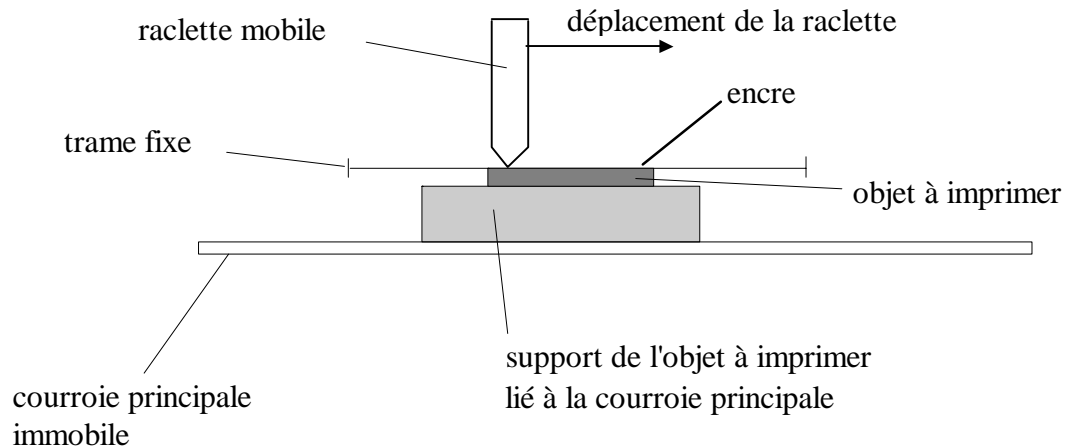 raclette mobile
déplacement de la raclette
encre
trame fixe
objet à imprimer
support de l'objet à imprimer
lié à la courroie principale
courroie principale
immobile